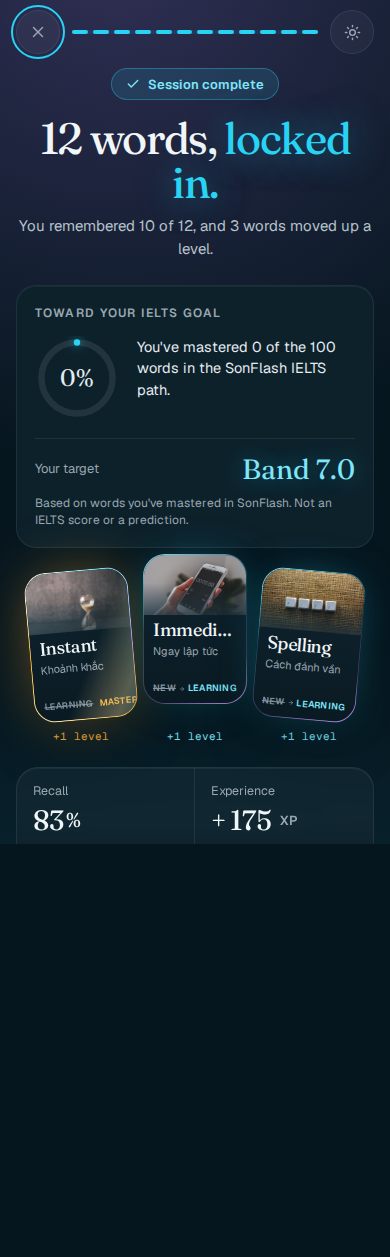 Session complete
12 words, locked
in.
You remembered 10 of 12, and 3 words moved up a
level.
TOWARD YOUR IELTS GOAL
0%
You've mastered 0 of the 100
words in the SonFlash IELTS
path.
Your target
Band 7.0
Based on words you've mastered in SonFlash. Not an
IELTS score or a prediction.
Instant
Khoảnh khắc
LEARNING MASTER
+1 level
Immedi...
Ngay lập tức
NEW → LEARNING
+1 level
Spelling
Cách đánh vần
NEW → LEARNING
+1 level
Recall
83%
Experience
+175 XP